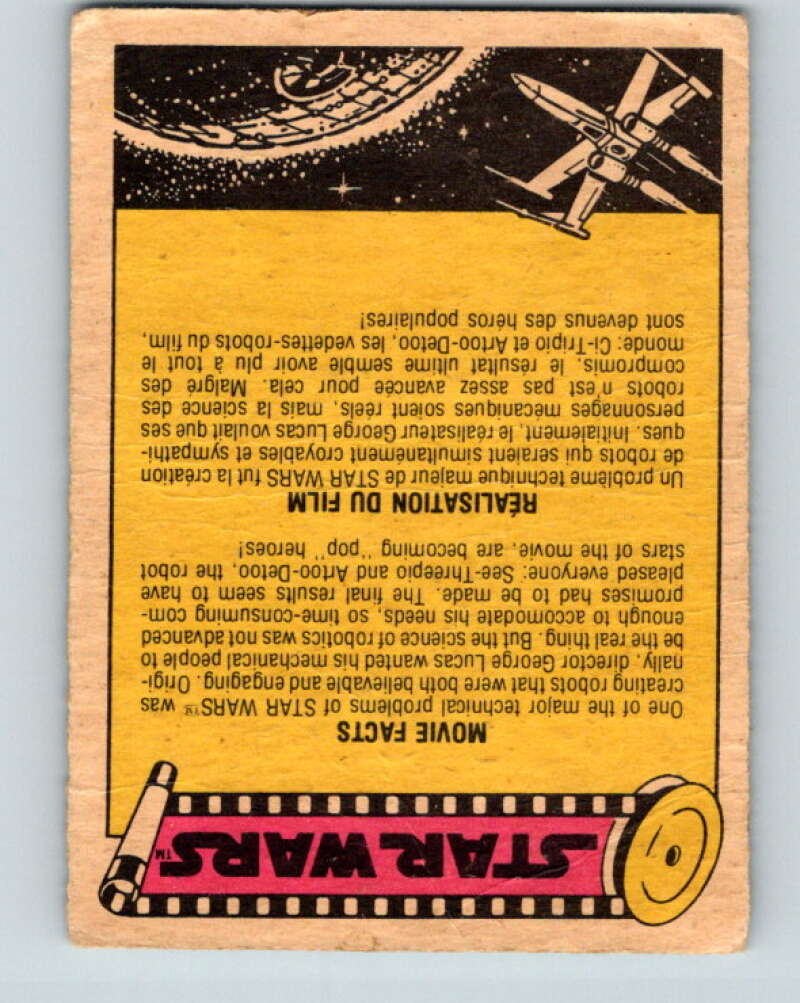 STAR WARS™
MOVIE FACTS
One of the major technical problems of STAR WARS™ was
creating robots that were both believable and engaging. Origi-
nally, director George Lucas wanted his mechanical people to
be the real thing. But the science of robotics was not advanced
enough to accomodate his needs, so time-consuming com-
promises had to be made. The final results seem to have
pleased everyone: See-Threepio and Artoo-Detoo, the robot
stars of the movie, are becoming "pop" heroes!
RÉALISATION DU FILM
Un problème technique majeur de STAR WARS fut la création
de robots qui seraient simultanément croyables et sympathi-
ques. Initialement, le réalisateur George Lucas voulait que ses
personnages mécaniques soient réels, mais la science des
robots n'est pas assez avancée pour cela. Malgré des
compromis, le résultat ultime semble avoir plu à tout le
monde: Ci-Tripio et Artoo-Detoo, les vedettes-robots du film,
sont devenus des héros populaires!